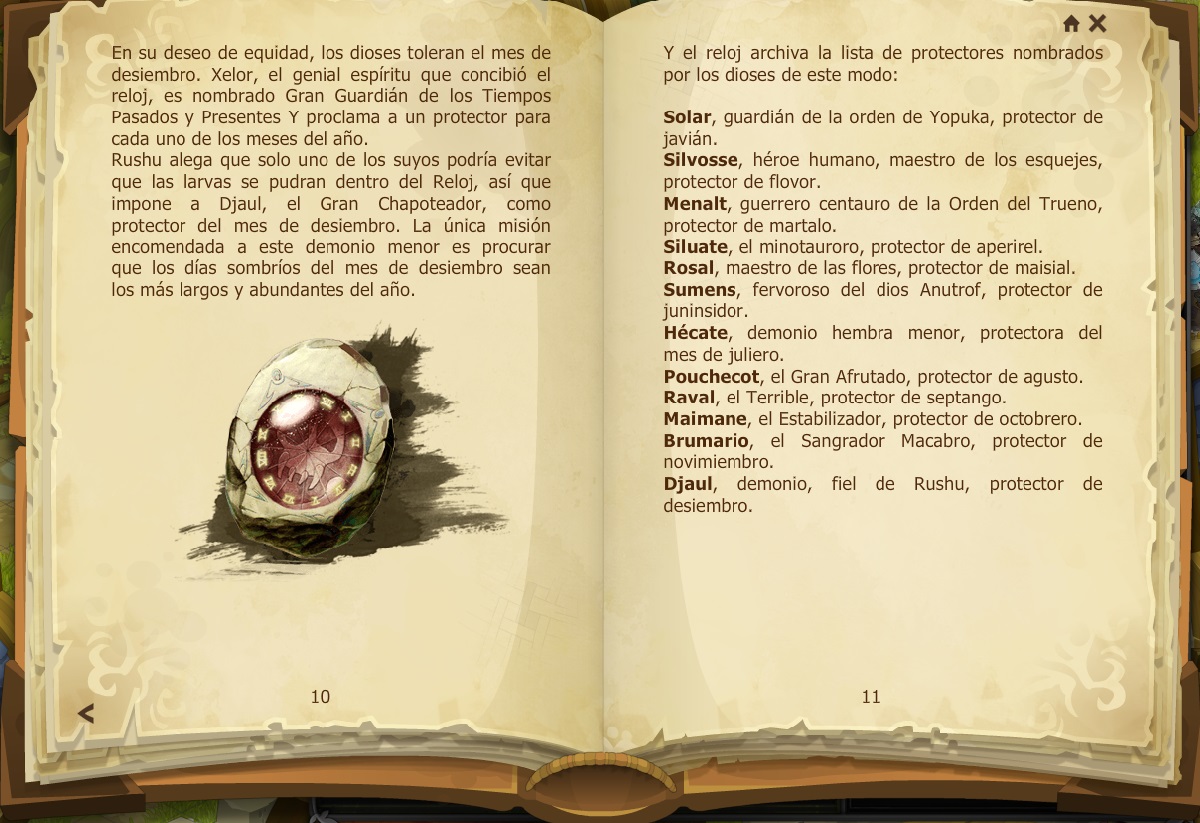 En su deseo de equidad, los dioses toleran el mes de
desiembro. Xelor, el genial espíritu que concibió el
reloj, es nombrado Gran Guardián de los Tiempos
Pasados y Presentes Y proclama a un protector para
cada uno de los meses del año.
Rushu alega que solo uno de los suyos podría evitar
que las larvas se pudran dentro del Reloj, así que
impone a Djaul, el Gran Chapoteador, como
protector del mes de desiembro. La única misión
encomendada a este demonio menor es procurar
que los días sombríos del mes de desiembro sean
los más largos y abundantes del año.
10
Y el reloj archiva la lista de protectores nombrados
por los dioses de este modo:
Solar, guardián de la orden de Yopuka, protector de
javián.
Silvosse, héroe humano, maestro de los esquejes,
protector de flovor.
Menalt, guerrero centauro de la Orden del Trueno,
protector de martalo.
Siluate, el minotauroro, protector de aperirel.
Rosal, maestro de las flores, protector de maisial.
Sumens, fervoroso del dios Anutrof, protector de
juninsidor.
Hécate, demonio hembra menor, protectora del
mes de juliero.
Pouchecot, el Gran Afrutado, protector de agusto.
Raval, el Terrible, protector de septango.
Maimane, el Estabilizador, protector de octobrero.
Brumario, el Sangrador Macabro, protector de
novimiembro.
Djaul, demonio, fiel de Rushu, protector de
desiembro.
11